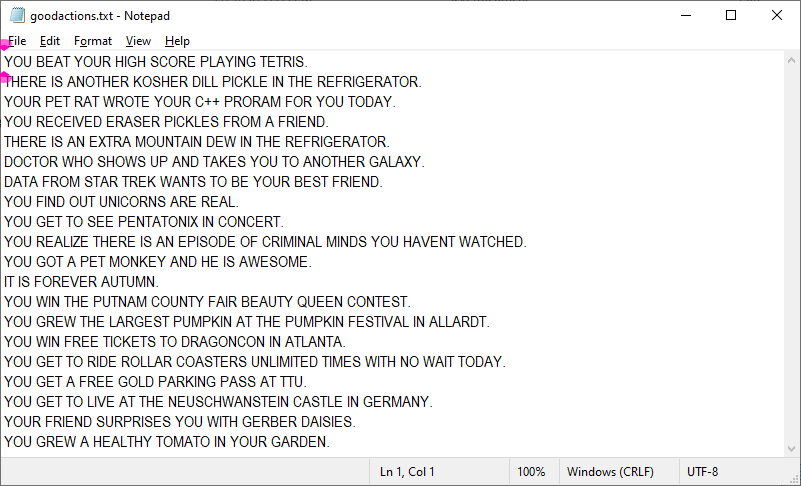 goodactions.txt - Notepad
File Edit Format View Help
YOU BEAT YOUR HIGH SCORE PLAYING TETRIS.
THERE IS ANOTHER KOSHER DILL PICKLE IN THE REFRIGERATOR.
YOUR PET RAT WROTE YOUR C++ PRORAM FOR YOU TODAY.
YOU RECEIVED ERASER PICKLES FROM A FRIEND.
THERE IS AN EXTRA MOUNTAIN DEW IN THE REFRIGERATOR.
DOCTOR WHO SHOWS UP AND TAKES YOU TO ANOTHER GALAXY.
DATA FROM STAR TREK WANTS TO BE YOUR BEST FRIEND.
YOU FIND OUT UNICORNS ARE REAL.
YOU GET TO SEE PENTATONIX IN CONCERT.
YOU REALIZE THERE IS AN EPISODE OF CRIMINAL MINDS YOU HAVENT WATCHED.
YOU GOT A PET MONKEY AND HE IS AWESOME.
IT IS FOREVER AUTUMN.
YOU WIN THE PUTNAM COUNTY FAIR BEAUTY QUEEN CONTEST.
YOU GREW THE LARGEST PUMPKIN AT THE PUMPKIN FESTIVAL IN ALLARDT.
YOU WIN FREE TICKETS TO DRAGONCON IN ATLANTA.
YOU GET TO RIDE ROLLAR COASTERS UNLIMITED TIMES WITH NO WAIT TODAY.
YOU GET A FREE GOLD PARKING PASS AT TTU.
YOU GET TO LIVE AT THE NEUSCHWANSTEIN CASTLE IN GERMANY.
YOUR FRIEND SURPRISES YOU WITH GERBER DAISIES.
YOU GREW A HEALTHY TOMATO IN YOUR GARDEN.
Ln 1, Col 1 100% Windows (CRLF) UTF-8